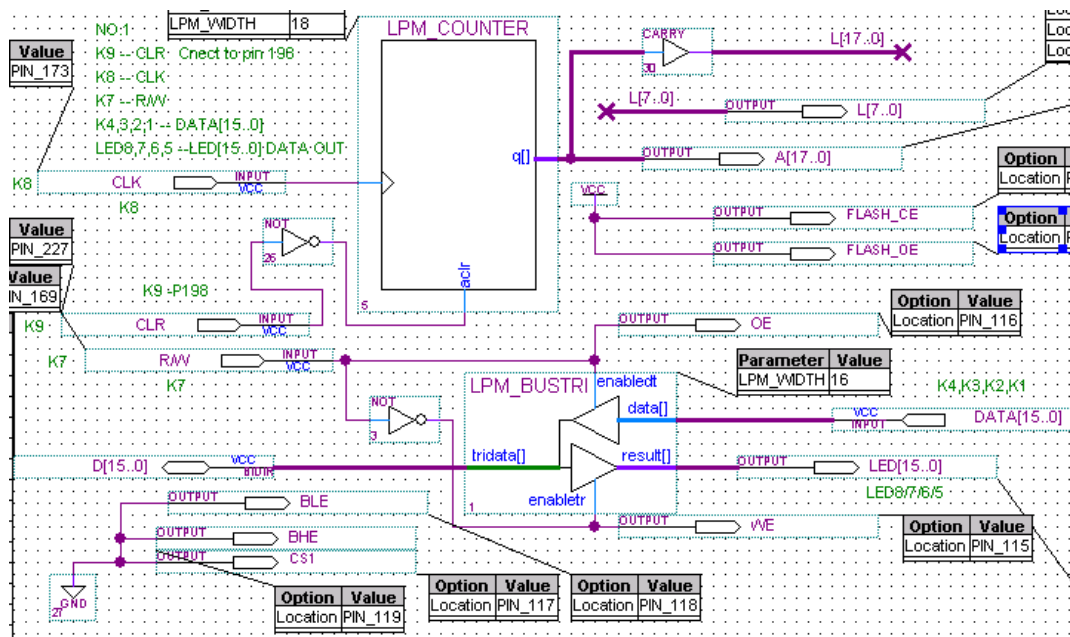 LPM_WIDTH 18
LPM_COUNTER
NO:1
K9 -- CLR Cnect to pin 196
K8 -- CLK
K7 -- R/W
K4,3,2,1 -- DATA[15..0]
LED8,7,6,5 --LED[15..0] DATA OUT
Value
PIN_173
CARRY
30
L[17..0]
L[7..0]
OUTPUT
L[7..0]
q[]
OUTPUT
A[17..0]
K8
CLK
INPUT
VCC
K8
VCC
Option
Location
OUTPUT
FLASH_CE
Option
Location
OUTPUT
FLASH_OE
PIN_227
Value
IN_169
NOT
26
aclr
5
K9 -P198
K9
CLR
INPUT
VCC
OUTPUT
OE
Option Value
Location PIN_116
K7
R/W
INPUT
VCC
K7
Parameter Value
LPM_WIDTH 16
LPM_BUSTRI
enabledt
K4,K3,K2,K1
NOT
3
data[]
VCC
INPUT
DATA[15..0]
D[15..0]
VCC
BIDIR
tridata[]
result[]
OUTPUT
LED[15..0]
LED8/7/6/5
enabletr
1
OUTPUT
BLE
OUTPUT
WE
Option Value
Location PIN_115
OUTPUT
BHE
OUTPUT
CS1
GND
27
Option Value
Location PIN_119
Option Value
Location PIN_117
Option Value
Location PIN_118